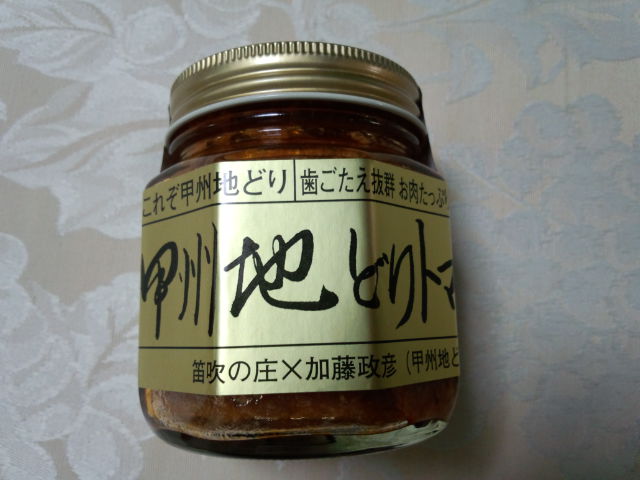 これぞ甲州地どり 歯ごたえ抜群 お肉たっぷり
甲州地どりトマ
笛吹の庄×加藤政彦（甲州地ど